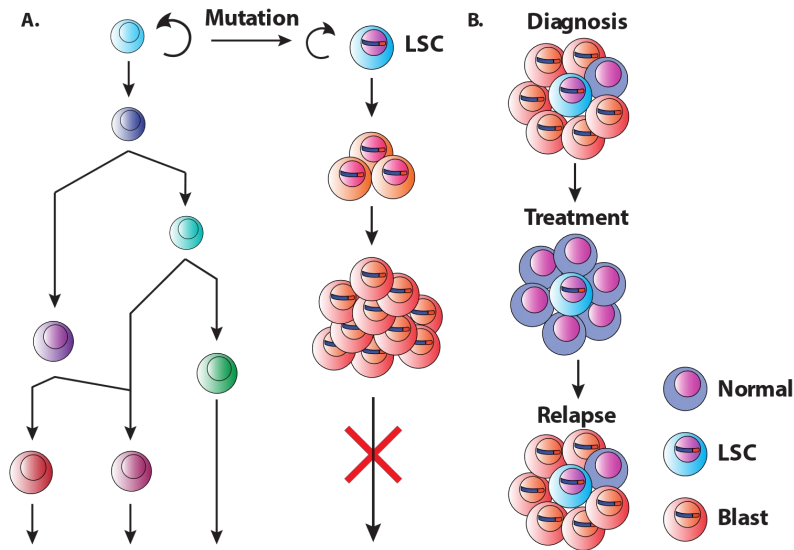 A.
Mutation
LSC
B.
Diagnosis
Treatment
Relapse
Normal
LSC
Blast